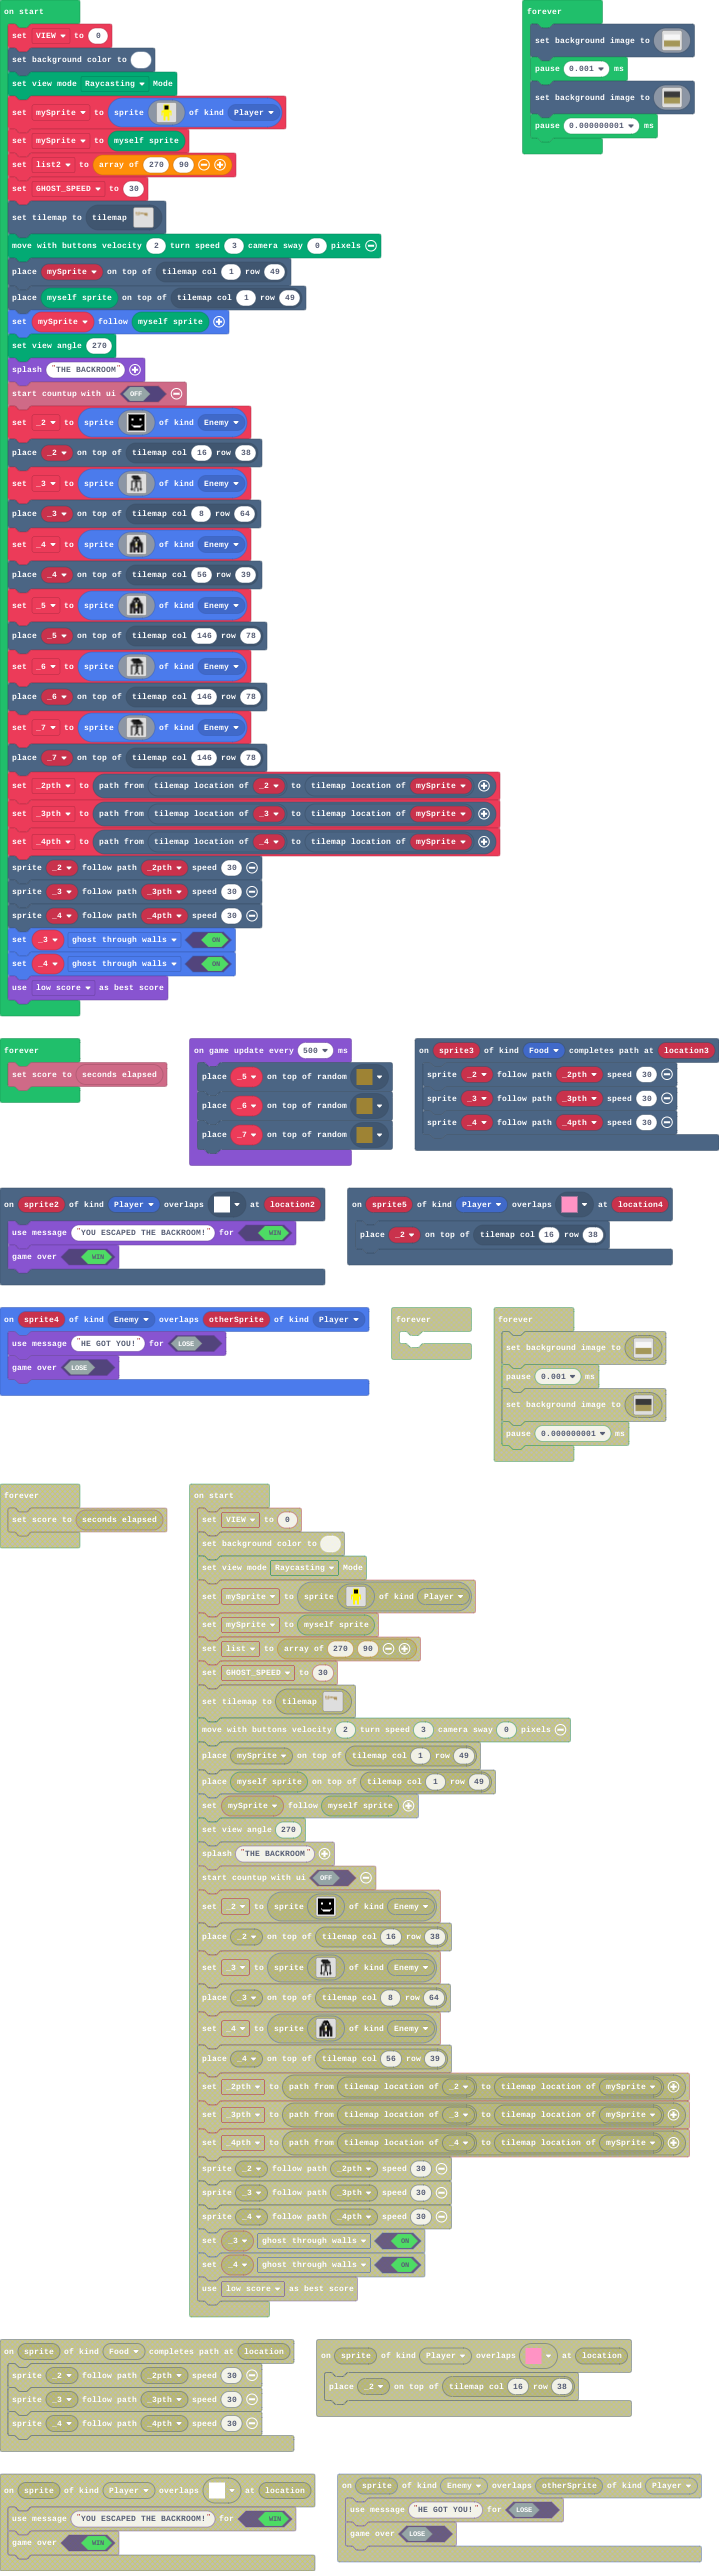 on start
set VIEW to 0
set background color to
set view mode Raycasting Mode
set mySprite to sprite of kind Player
set mySprite to myself sprite
set list2 to array of 270 90
set GHOST_SPEED to 30
set tilemap to tilemap
move with buttons velocity 2 turn speed 3 camera sway 0 pixels
place mySprite on top of tilemap col 1 row 49
place myself sprite on top of tilemap col 1 row 49
set mySprite follow myself sprite
set view angle 270
splash "THE BACKROOM"
start countup with ui OFF
set _2 to sprite of kind Enemy
place _2 on top of tilemap col 16 row 38
set _3 to sprite of kind Enemy
place _3 on top of tilemap col 8 row 64
set _4 to sprite of kind Enemy
place _4 on top of tilemap col 56 row 39
set _5 to sprite of kind Enemy
place _5 on top of tilemap col 146 row 78
set _6 to sprite of kind Enemy
place _6 on top of tilemap col 146 row 78
set _7 to sprite of kind Enemy
place _7 on top of tilemap col 146 row 78
set _2pth to path from tilemap location of _2 to tilemap location of mySprite
set _3pth to path from tilemap location of _3 to tilemap location of mySprite
set _4pth to path from tilemap location of _4 to tilemap location of mySprite
sprite _2 follow path _2pth speed 30
sprite _3 follow path _3pth speed 30
sprite _4 follow path _4pth speed 30
set _3 ghost through walls ON
set _4 ghost through walls ON
use low score as best score
forever
set background image to
pause 0.001 ms
set background image to
pause 0.000000001 ms
forever
set score to seconds elapsed
on game update every 500 ms
place _5 on top of random
place _6 on top of random
place _7 on top of random
on sprite3 of kind Food completes path at location3
sprite _2 follow path _2pth speed 30
sprite _3 follow path _3pth speed 30
sprite _4 follow path _4pth speed 30
on sprite2 of kind Player overlaps at location2
use message "YOU ESCAPED THE BACKROOM!" for WIN
game over WIN
on sprite5 of kind Player overlaps at location4
place _2 on top of tilemap col 16 row 38
on sprite4 of kind Enemy overlaps otherSprite of kind Player
use message "HE GOT YOU!" for LOSE
game over LOSE
forever
forever
set background image to
pause 0.001 ms
set background image to
pause 0.000000001 ms
forever
set score to seconds elapsed
on start
set VIEW to 0
set background color to
set view mode Raycasting Mode
set mySprite to sprite of kind Player
set mySprite to myself sprite
set list to array of 270 90
set GHOST_SPEED to 30
set tilemap to tilemap
move with buttons velocity 2 turn speed 3 camera sway 0 pixels
place mySprite on top of tilemap col 1 row 49
place myself sprite on top of tilemap col 1 row 49
set mySprite follow myself sprite
set view angle 270
splash "THE BACKROOM"
start countup with ui OFF
set _2 to sprite of kind Enemy
place _2 on top of tilemap col 16 row 38
set _3 to sprite of kind Enemy
place _3 on top of tilemap col 8 row 64
set _4 to sprite of kind Enemy
place _4 on top of tilemap col 56 row 39
set _2pth to path from tilemap location of _2 to tilemap location of mySprite
set _3pth to path from tilemap location of _3 to tilemap location of mySprite
set _4pth to path from tilemap location of _4 to tilemap location of mySprite
sprite _2 follow path _2pth speed 30
sprite _3 follow path _3pth speed 30
sprite _4 follow path _4pth speed 30
set _3 ghost through walls ON
set _4 ghost through walls ON
use low score as best score
on sprite of kind Food completes path at location
sprite _2 follow path _2pth speed 30
sprite _3 follow path _3pth speed 30
sprite _4 follow path _4pth speed 30
on sprite of kind Player overlaps at location
place _2 on top of tilemap col 16 row 38
on sprite of kind Player overlaps at location
use message "YOU ESCAPED THE BACKROOM!" for WIN
game over WIN
on sprite of kind Enemy overlaps otherSprite of kind Player
use message "HE GOT YOU!" for LOSE
game over LOSE